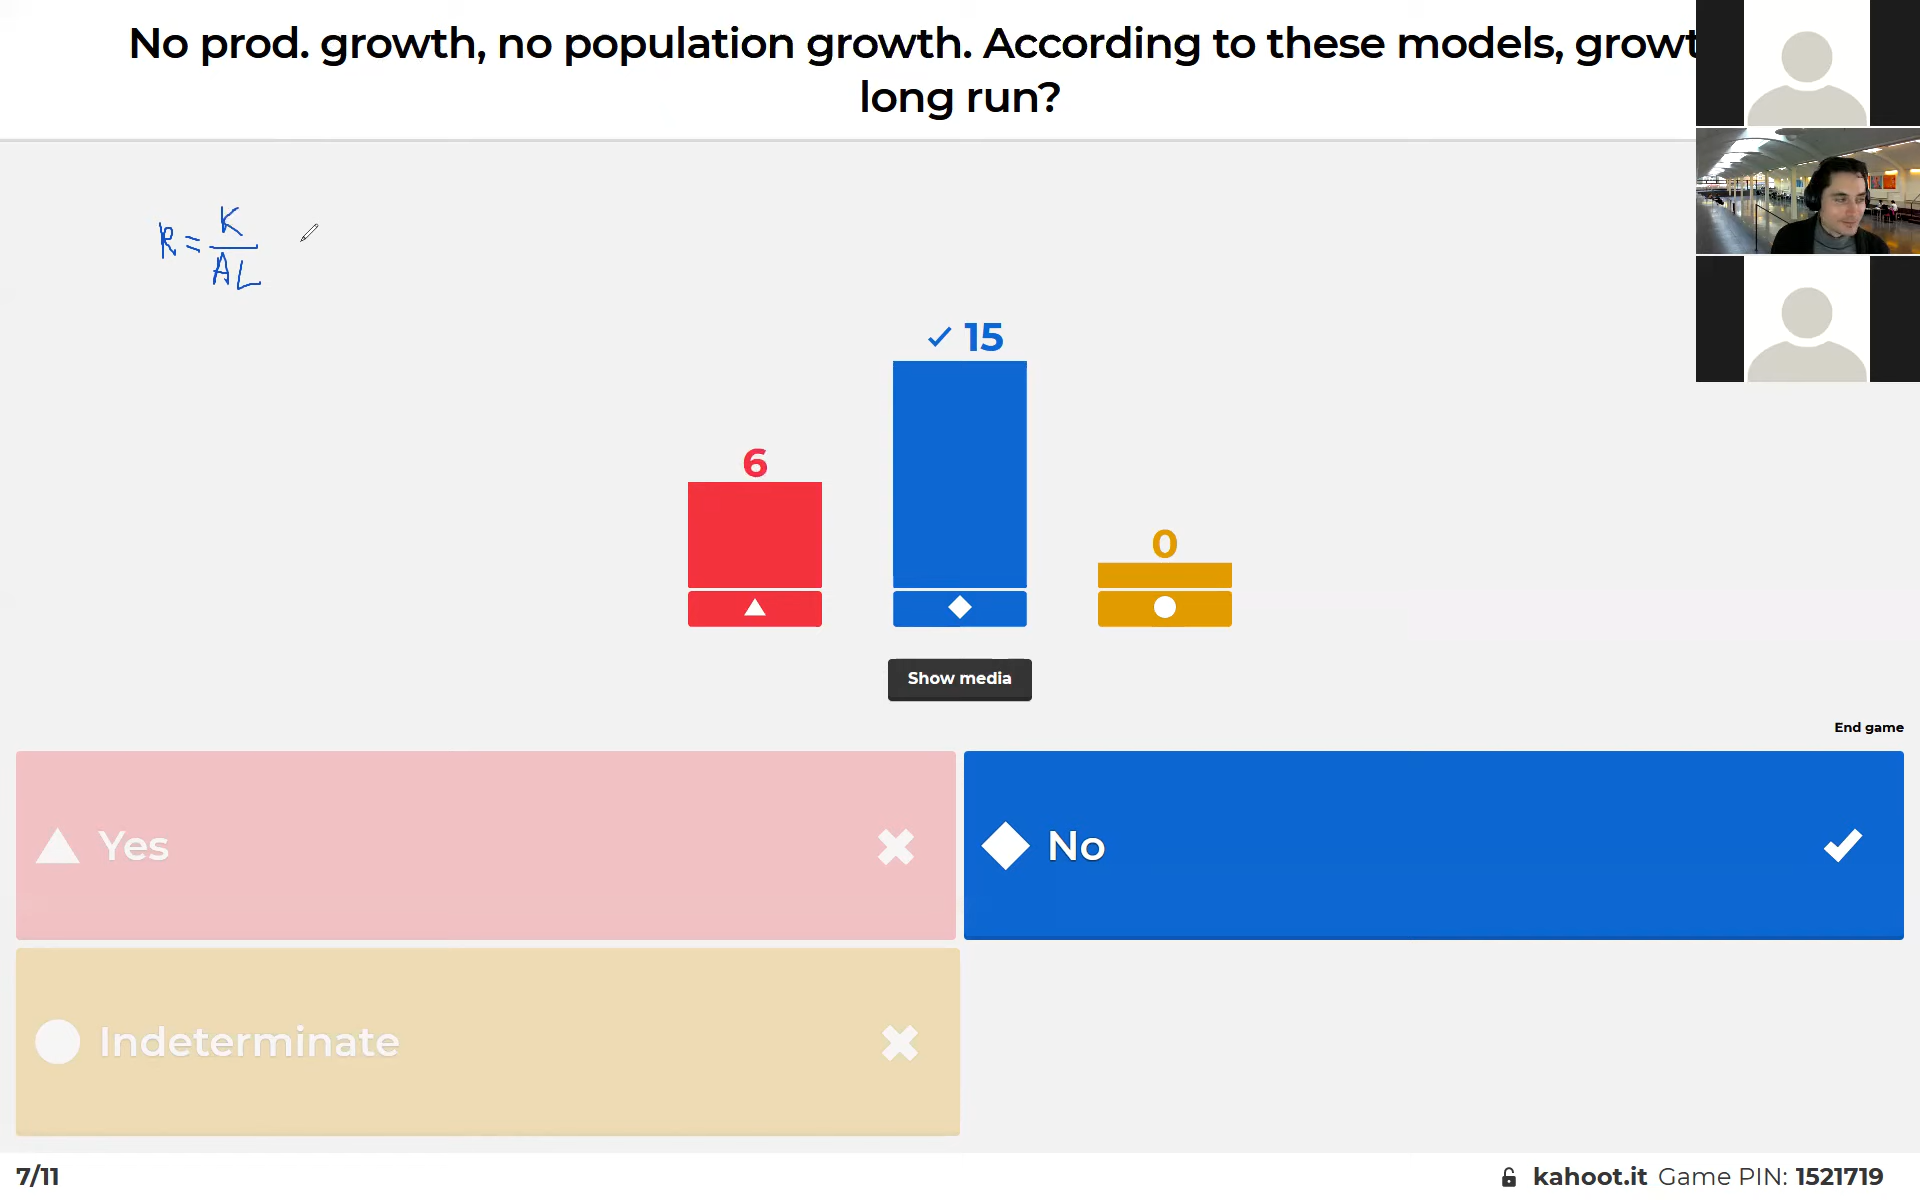 No prod. growth, no population growth. According to these models, growt
long run?
K
R = —
AL
15
6
0
Show media
End game
Yes
No
Indeterminate
7/11
kahoot.it Game PIN: 1521719